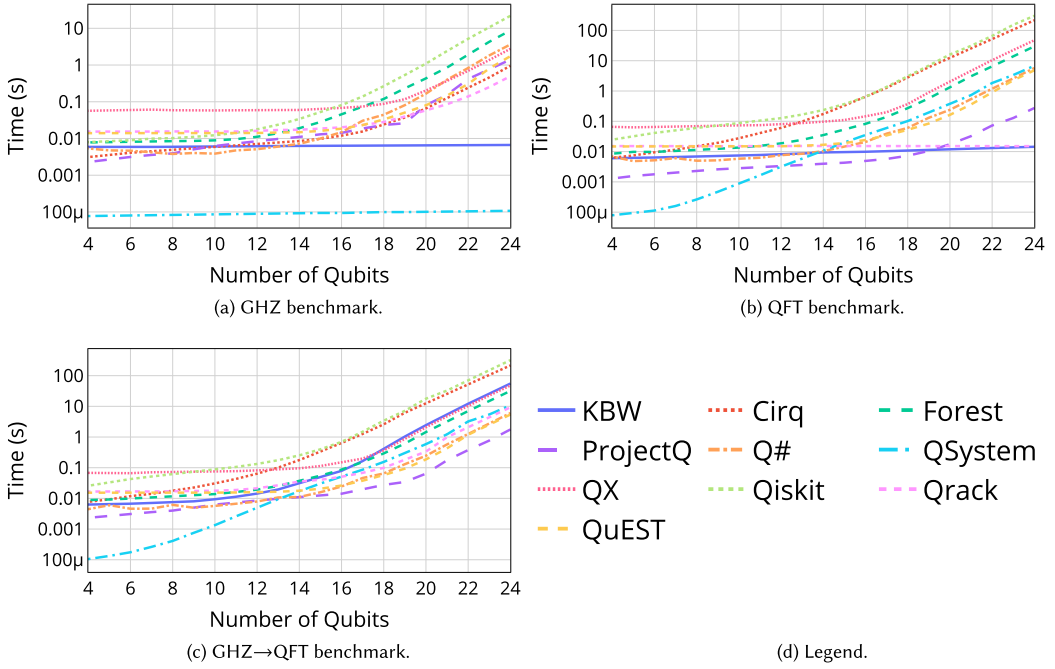 10
1
0.1
0.01
0.001
100μ
Time (s)
4 6 8 10 12 14 16 18 20 22 24
Number of Qubits
(a) GHZ benchmark.
100
10
1
0.1
0.01
0.001
100μ
Time (s)
4 6 8 10 12 14 16 18 20 22 24
Number of Qubits
(b) QFT benchmark.
100
10
1
0.1
0.01
0.001
100μ
Time (s)
4 6 8 10 12 14 16 18 20 22 24
Number of Qubits
(c) GHZ→QFT benchmark.
KBW Cirq Forest
ProjectQ Q# QSystem
QX Qiskit Qrack
QuEST
(d) Legend.